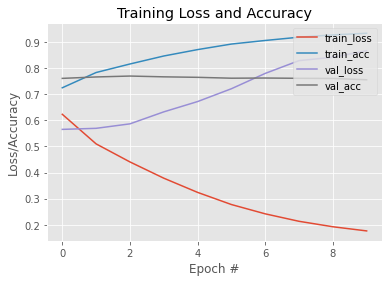 Training Loss and Accuracy
train_loss
train_acc
val_loss
val_acc
Loss/Accuracy
0.9
0.8
0.7
0.6
0.5
0.4
0.3
0.2
0 2 4 6 8
Epoch #